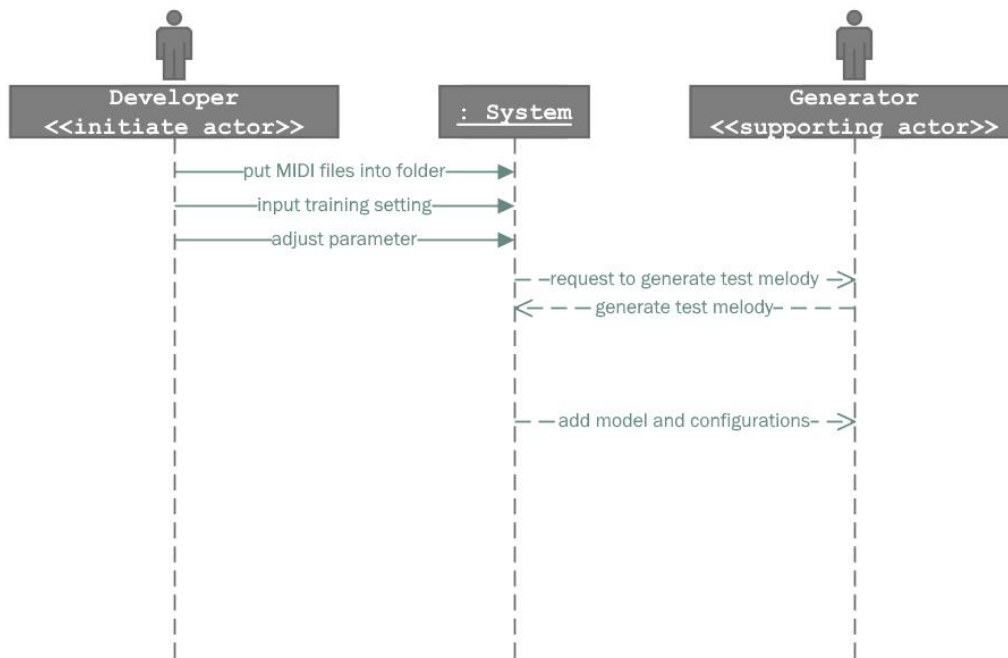 Developer
<<initiate actor>>
: System
Generator
<<supporting actor>>
put MIDI files into folder
input training setting
adjust parameter
request to generate test melody
generate test melody
add model and configurations